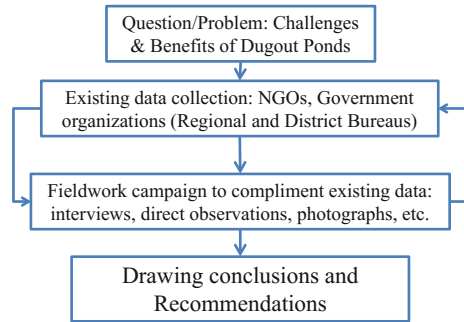 Question/Problem: Challenges
& Benefits of Dugout Ponds
Existing data collection: NGOs, Government
organizations (Regional and District Bureaus)
Fieldwork campaign to compliment existing data:
interviews, direct observations, photographs, etc.
Drawing conclusions and
Recommendations